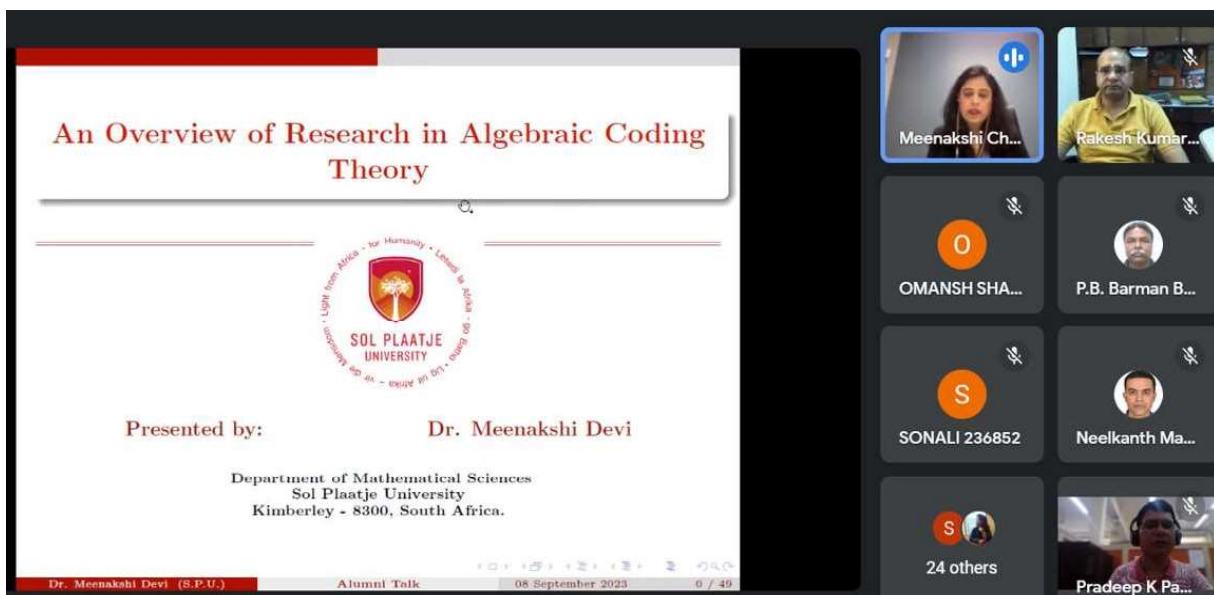 An Overview of Research in Algebraic Coding
Theory
Light from Africa - for Humanity • Lesedi la Afrika - go Batho • Lig uit Afrika - vir die Mensdom •
SOL PLAATJE
UNIVERSITY
Presented by: Dr. Meenakshi Devi
Department of Mathematical Sciences
Sol Plaatje University
Kimberley - 8300, South Africa.
Dr. Meenakshi Devi (S.P.U.) Alumni Talk 08 September 2023 0 / 49
Meenakshi Ch...
Rakesh Kumar...
O
OMANSH SHA...
P.B. Barman B...
S
SONALI 236852
Neelkanth Ma...
S
24 others
Pradeep K Pa...